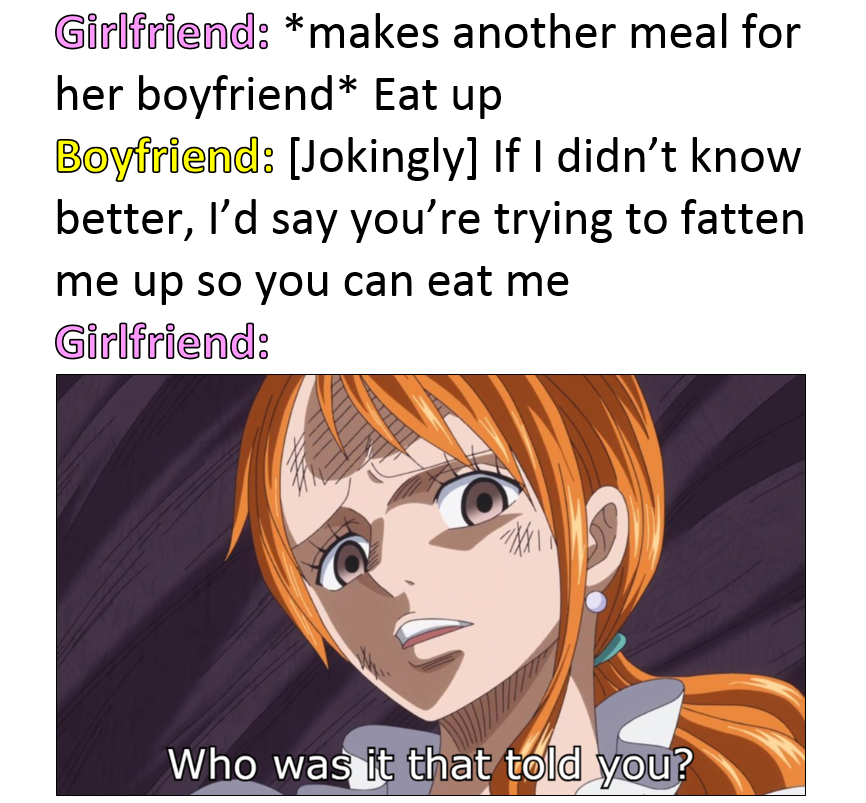 Girlfriend: *makes another meal for
her boyfriend* Eat up
Boyfriend: [Jokingly] If I didn’t know
better, I’d say you’re trying to fatten
me up so you can eat me
Girlfriend:
Who was it that told you?